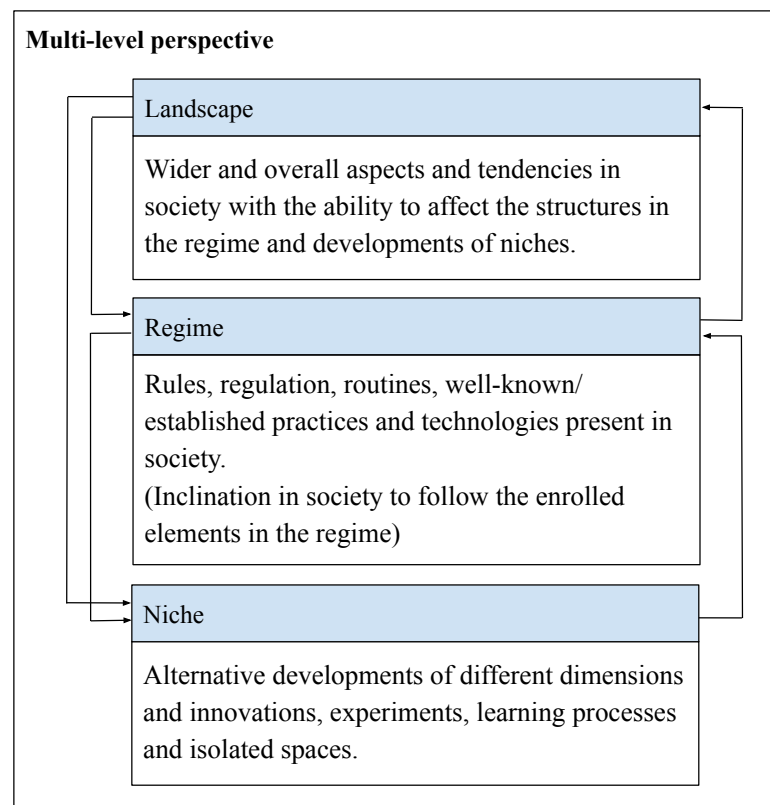 Multi-level perspective
Landscape
Wider and overall aspects and tendencies in
society with the ability to affect the structures in
the regime and developments of niches.
Regime
Rules, regulation, routines, well-known/
established practices and technologies present in
society.
(Inclination in society to follow the enrolled
elements in the regime)
Niche
Alternative developments of different dimensions
and innovations, experiments, learning processes
and isolated spaces.